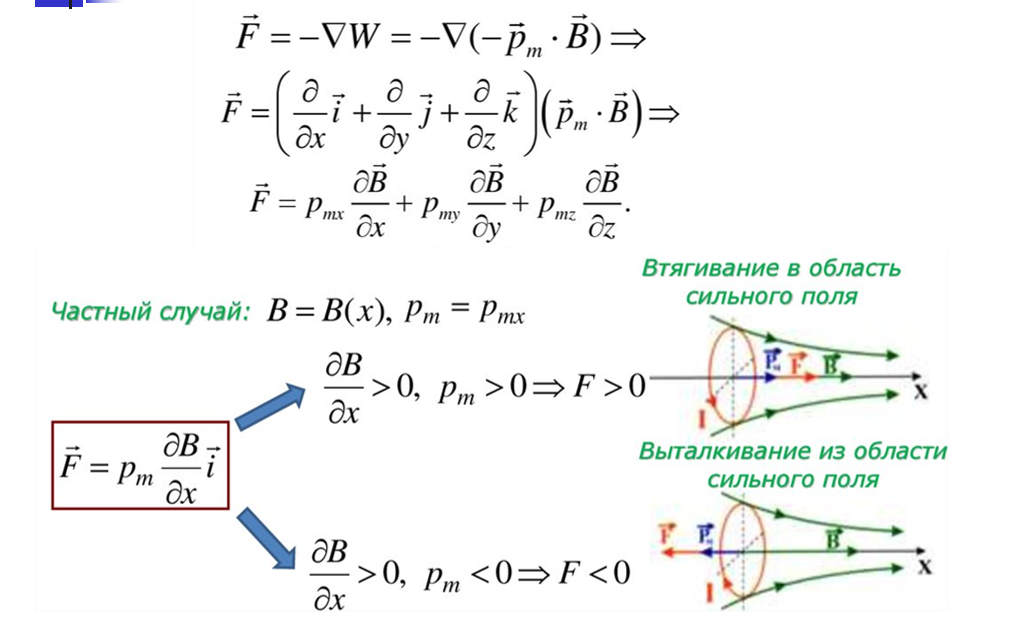 F⃗ = −∇W = −∇(−p⃗ₘ · B⃗) ⇒
F⃗ = (∂/∂x i⃗ + ∂/∂y j⃗ + ∂/∂z k⃗)(p⃗ₘ · B⃗) ⇒
F⃗ = pₘₓ ∂B⃗/∂x + pₘy ∂B⃗/∂y + pₘz ∂B⃗/∂z.
Втягивание в область
сильного поля
Частный случай: B = B(x), pₘ = pₘₓ
∂B/∂x > 0, pₘ > 0 ⇒ F > 0
P⃗ₘ F⃗ B⃗
X
I
F⃗ = pₘ ∂B/∂x i⃗
Выталкивание из области
сильного поля
F⃗ P⃗ₘ B⃗
X
I
∂B/∂x > 0, pₘ < 0 ⇒ F < 0